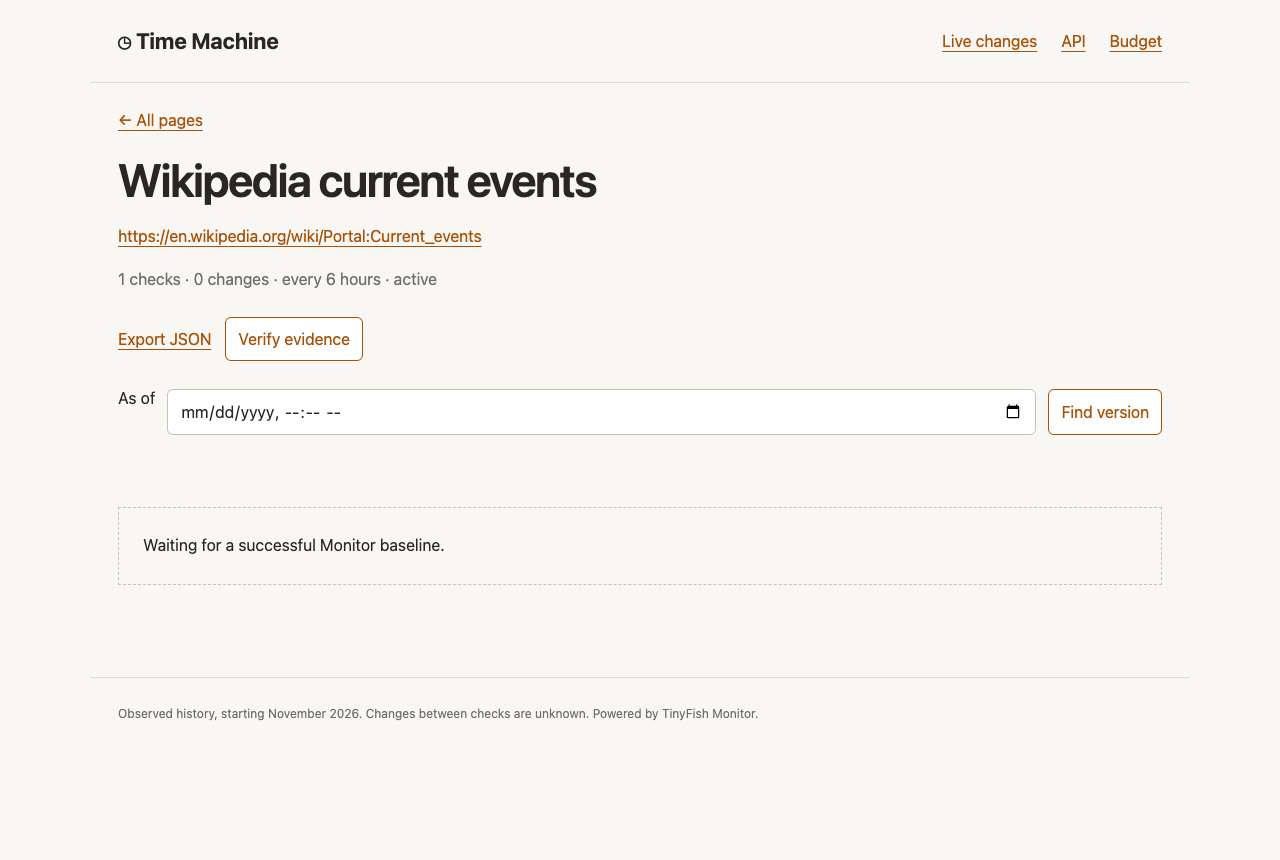 ◷ Time Machine
Live changes API Budget
← All pages
Wikipedia current events
https://en.wikipedia.org/wiki/Portal:Current_events
1 checks · 0 changes · every 6 hours · active
Export JSON Verify evidence
As of mm/dd/yyyy, --:-- -- Find version
Waiting for a successful Monitor baseline.
Observed history, starting November 2026. Changes between checks are unknown. Powered by TinyFish Monitor.